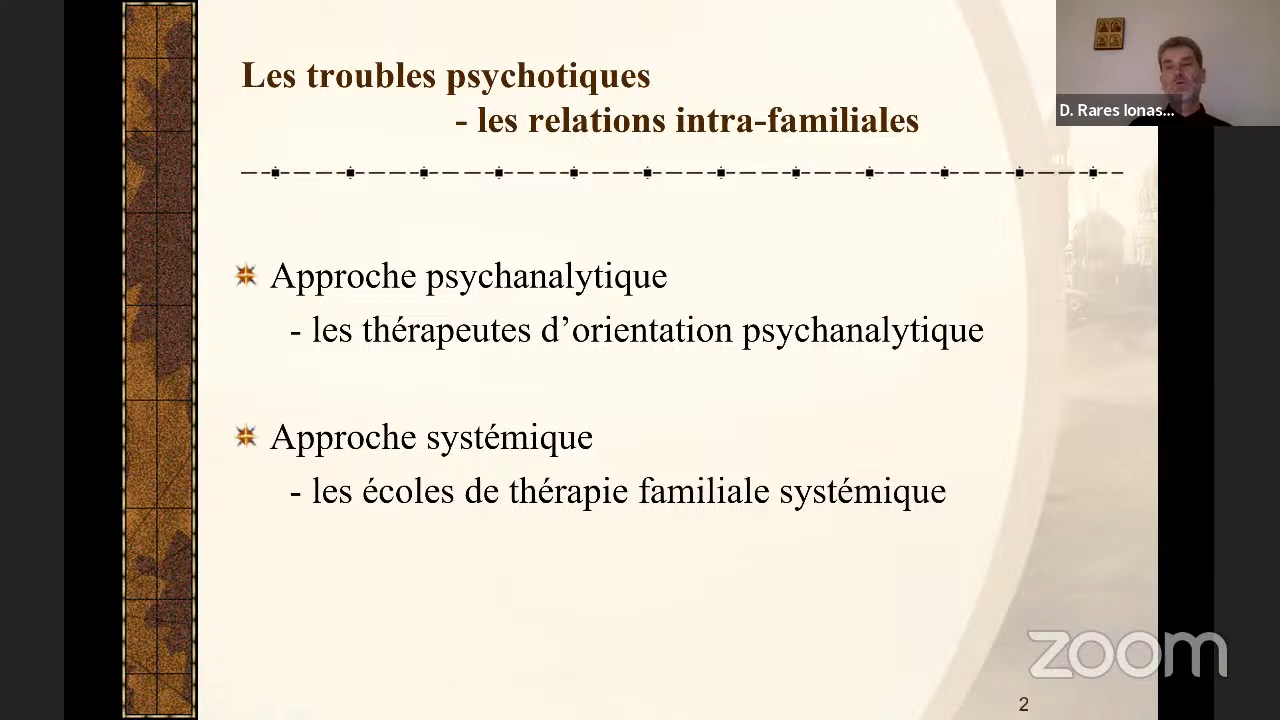 Les troubles psychotiques
- les relations intra-familiales
D. Rares Ionas...
Approche psychanalytique
- les thérapeutes d’orientation psychanalytique
Approche systémique
- les écoles de thérapie familiale systémique
zoom
2